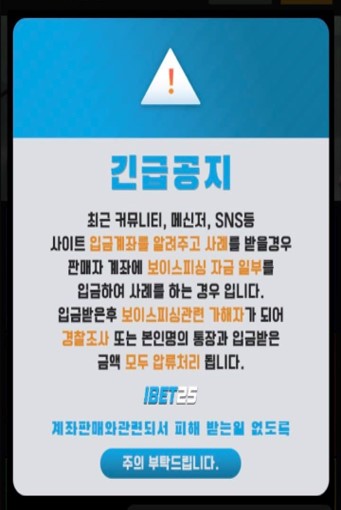 !
긴급공지
최근 커뮤니티, 메신저, SNS등
사이트 입금계좌를 알려주고 사례를 받을경우
판매자 계좌에 보이스피싱 자금 일부를
입금하여 사례를 하는 경우 입니다.
입금받은후 보이스피싱관련 가해자가 되어
경찰조사 또는 본인명의 통장과 입금받은
금액 모두 압류처리 됩니다.
IBET25
계좌판매와관련되서 피해 받는일 없도록
주의 부탁드립니다.